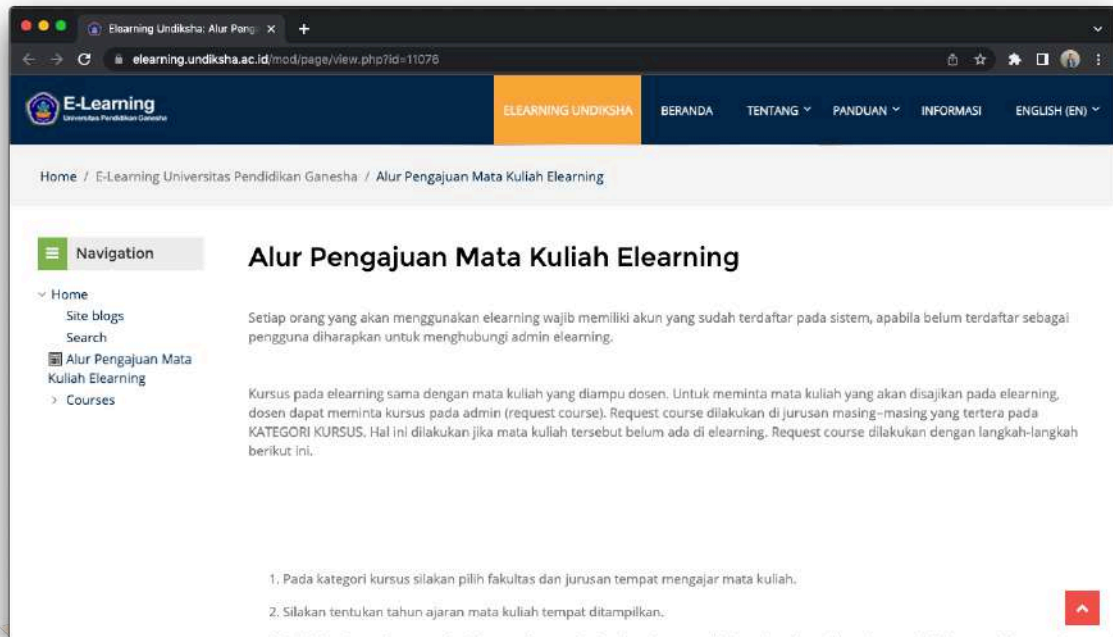 Elearning Undiksha: Alur Peng
elearning.undiksha.ac.id/mod/page/view.php?id=11076
E-Learning
Universitas Pendidikan Ganesha
ELEARNING UNDIKSHA
BERANDA
TENTANG
PANDUAN
INFORMASI
ENGLISH (EN)
Home / E-Learning Universitas Pendidikan Ganesha / Alur Pengajuan Mata Kuliah Elearning
Navigation
Home
Site blogs
Search
Alur Pengajuan Mata
Kuliah Elearning
Courses
Alur Pengajuan Mata Kuliah Elearning
Setiap orang yang akan menggunakan elearning wajib memiliki akun yang sudah terdaftar pada sistem, apabila belum terdaftar sebagai
pengguna diharapkan untuk menghubungi admin elearning.
Kursus pada elearning sama dengan mata kuliah yang diampu dosen. Untuk meminta mata kuliah yang akan disajikan pada elearning,
dosen dapat meminta kursus pada admin (request course). Request course dilakukan di jurusan masing–masing yang tertera pada
KATEGORI KURSUS. Hal ini dilakukan jika mata kuliah tersebut belum ada di elearning. Request course dilakukan dengan langkah-langkah
berikut ini.
1. Pada kategori kursus silakan pilih fakultas dan jurusan tempat mengajar mata kuliah.
2. Silakan tentukan tahun ajaran mata kuliah tempat ditampilkan.